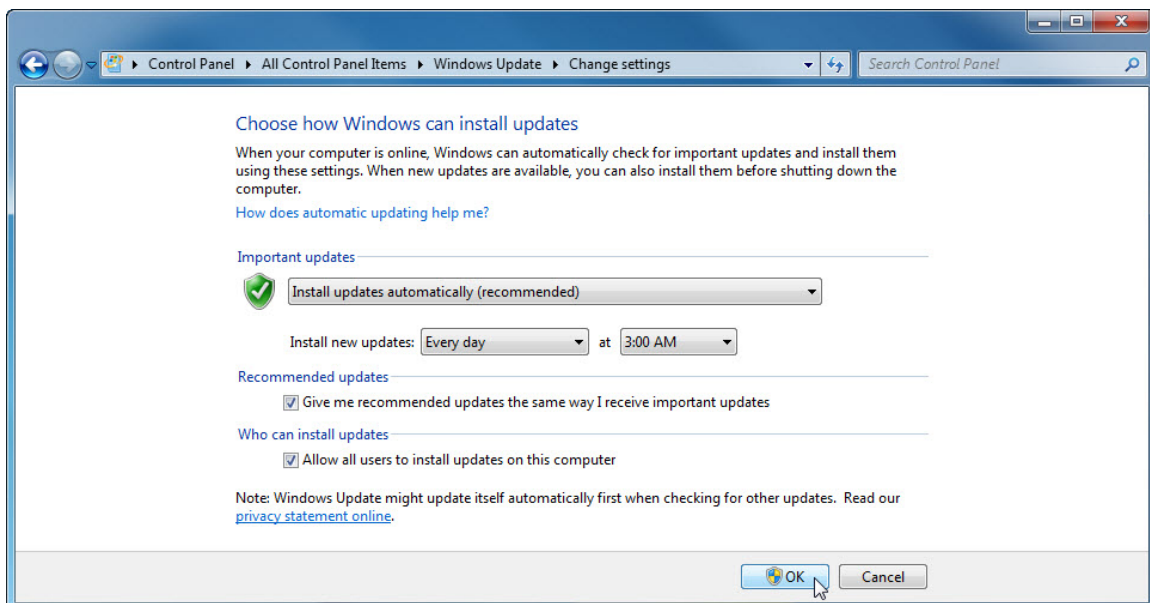 Control Panel ▸ All Control Panel Items ▸ Windows Update ▸ Change settings
Search Control Panel
Choose how Windows can install updates
When your computer is online, Windows can automatically check for important updates and install them
using these settings. When new updates are available, you can also install them before shutting down the
computer.
How does automatic updating help me?
Important updates
Install updates automatically (recommended)
Install new updates: Every day at 3:00 AM
Recommended updates
Give me recommended updates the same way I receive important updates
Who can install updates
Allow all users to install updates on this computer
Note: Windows Update might update itself automatically first when checking for other updates. Read our
privacy statement online.
OK Cancel